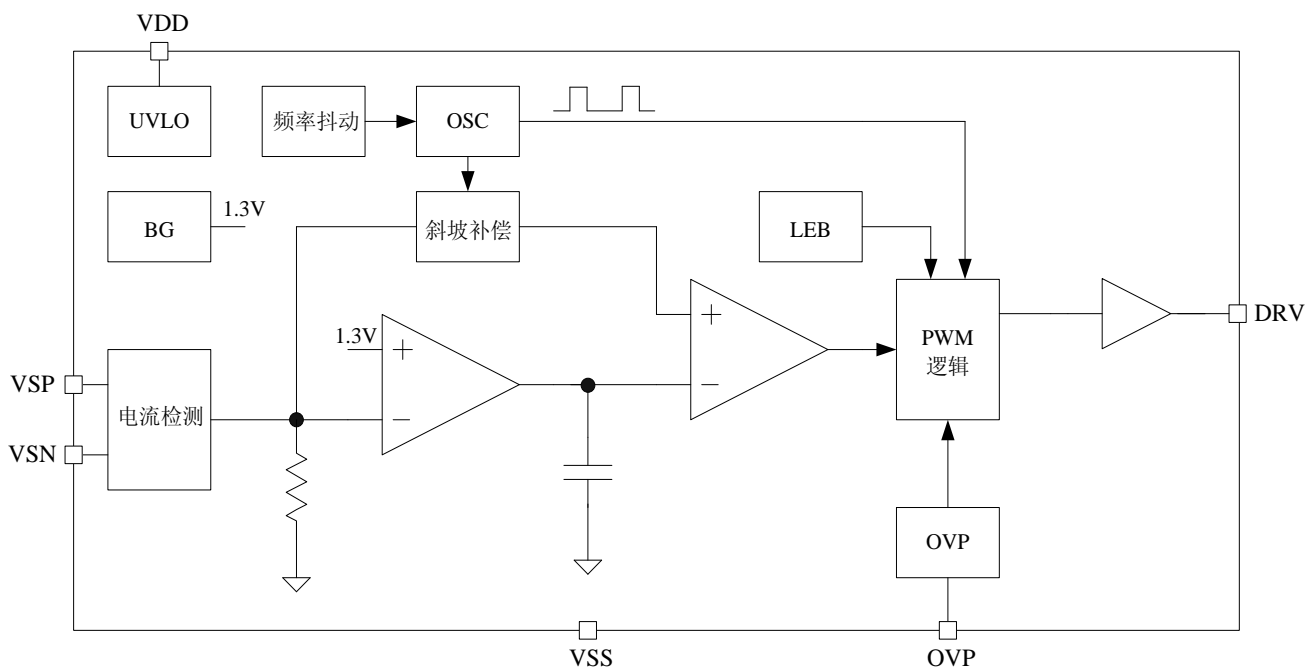 VDD
UVLO
频率抖动
OSC
BG
1.3V
斜坡补偿
LEB
1.3V
+
−
+
−
PWM
逻辑
DRV
VSP
VSN
电流检测
OVP
VSS
OVP